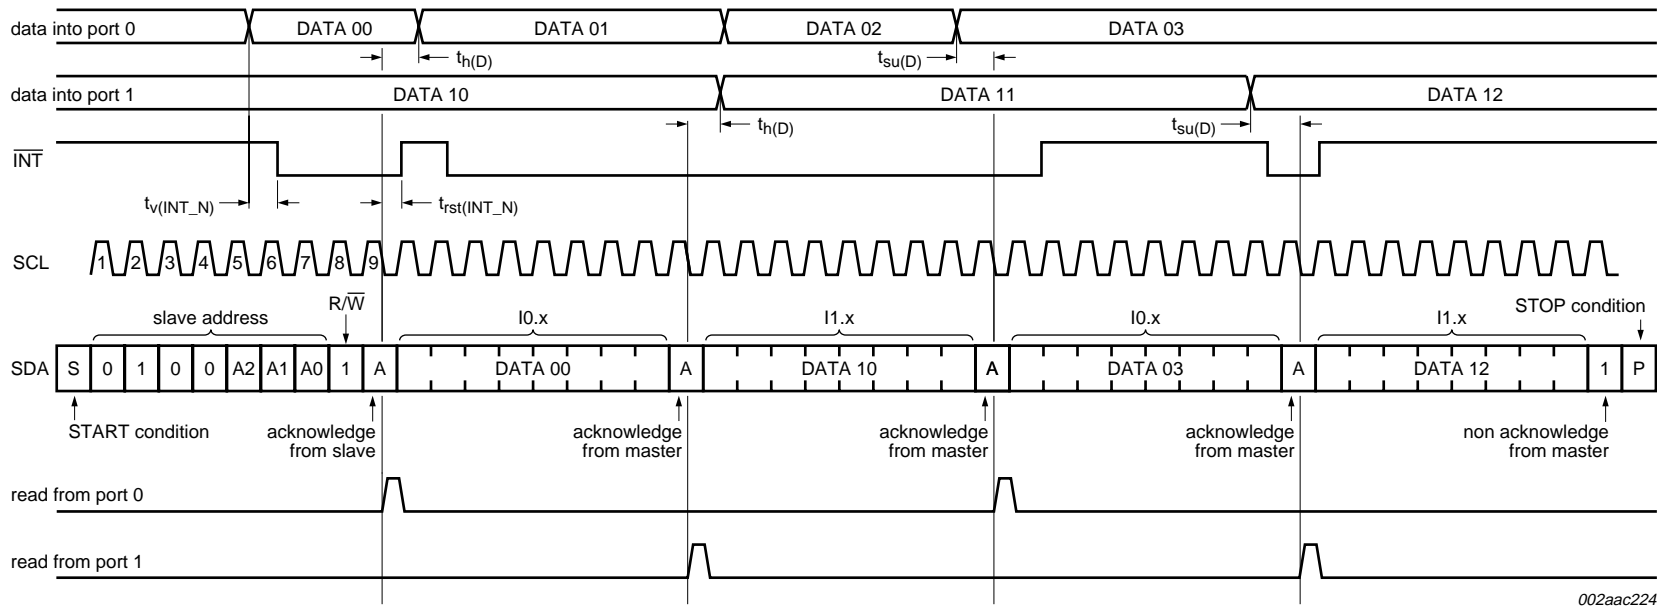 data into port 0 DATA 00 DATA 01 DATA 02 DATA 03
th(D) tsu(D)
data into port 1 DATA 10 DATA 11 DATA 12
th(D) tsu(D)
INT
tv(INT_N) trst(INT_N)
SCL 1 2 3 4 5 6 7 8 9
R/W STOP condition
slave address I0.x I1.x I0.x I1.x
SDA S 0 1 0 0 A2 A1 A0 1 A DATA 00 A DATA 10 A DATA 03 A DATA 12 1 P
START condition acknowledge acknowledge acknowledge acknowledge non acknowledge
from slave from master from master from master from master
read from port 0
read from port 1
002aac224